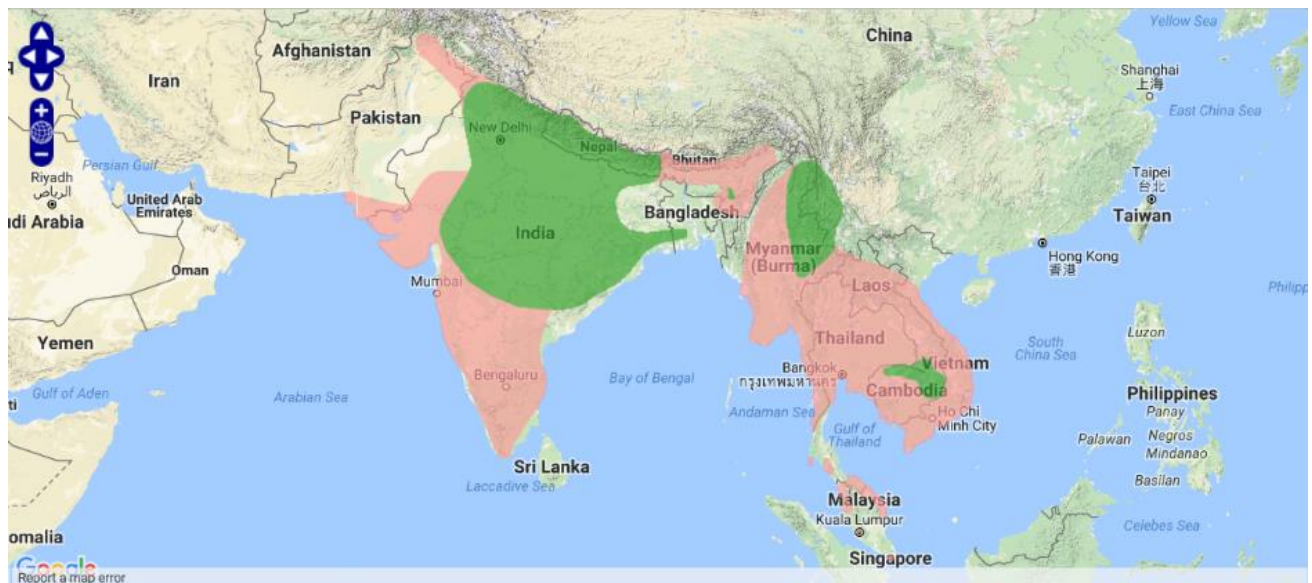 Yellow Sea
China
Afghanistan
Shanghai
上海
Iran
East China Sea
Pakistan
New Delhi
Nepal
Bhutan
Persian Gulf
Riyadh
الرياض
United Arab
Emirates
Taipei
台北
Bangladesh
Taiwan
di Arabia
India
Myanmar
(Burma)
Hong Kong
香港
Oman
Laos
Mumbai
Philipp
Luzon
Yemen
Thailand
South
China Sea
Vietnam
Bengaluru
Bay of Bengal
Bangkok
กรุงเทพมหานคร
Gulf of Aden
Arabian Sea
Cambodia
Philippines
Andaman Sea
Ho Chi
Minh City
Panay
Gulf of
Thailand
Palawan
Negros
Mindanao
Sri Lanka
Basilan
Laccadive Sea
Malaysia
Kuala Lumpur
Celebes Sea
omalia
Singapore
Google
Report a map error